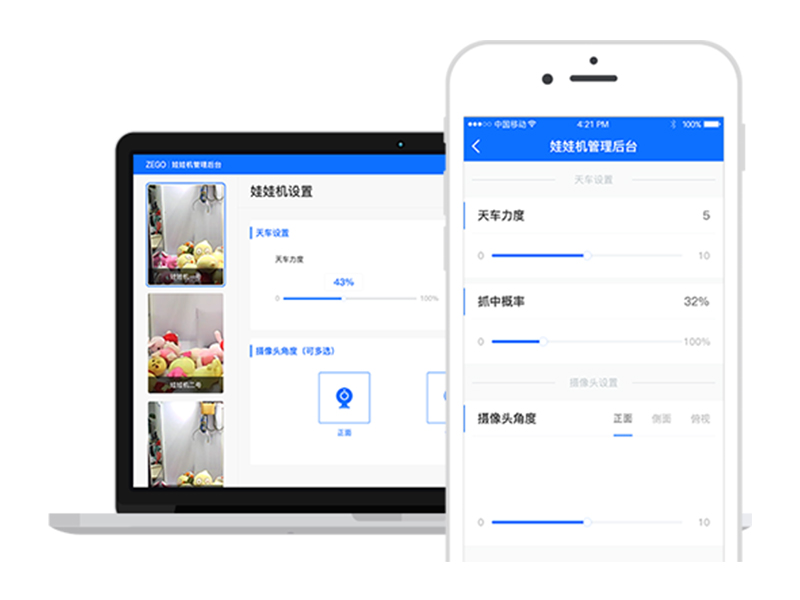 ZEGO | 娃娃机管理后台
娃娃机一号
娃娃机二号
娃娃机设置
天车设置
天车力度
43%
0
100%
摄像头角度（可多选）
正面
中国移动
4:21 PM
100%
娃娃机管理后台
天车设置
天车力度
5
0
10
抓中概率
32%
0
100%
摄像头设置
摄像头角度
正面
侧面
俯视
0
10